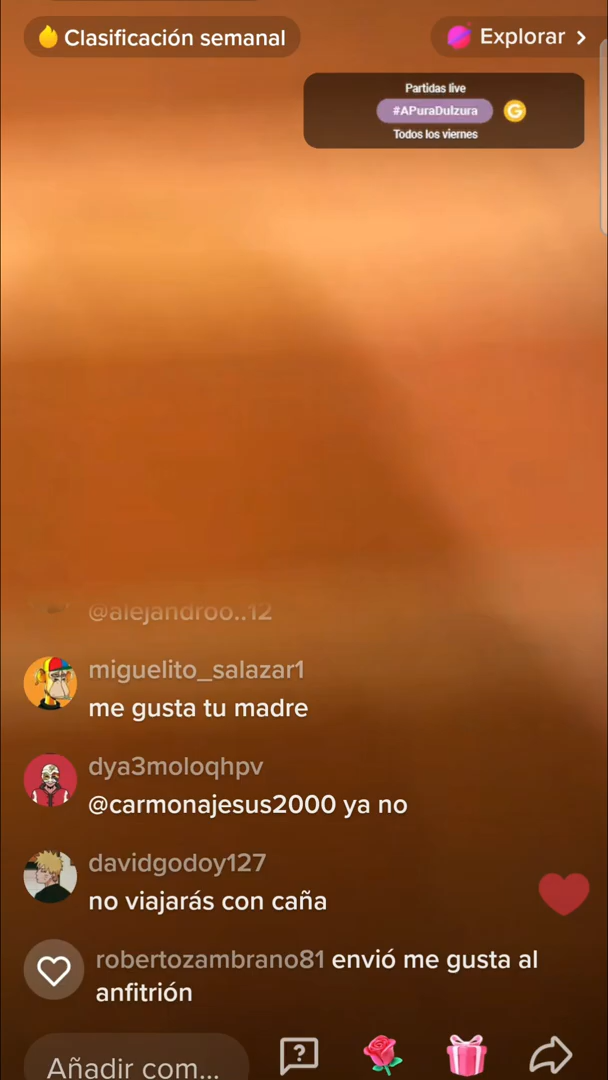 Clasificación semanal
Explorar
Partidas live
#APuraDulzura G
Todos los viernes
@alejandroo..12
miguelito_salazar1
me gusta tu madre
dya3moloqhpv
@carmonajesus2000 ya no
davidgodoy127
no viajarás con caña
robertozambrano81 envió me gusta al
anfitrión
Añadir com...